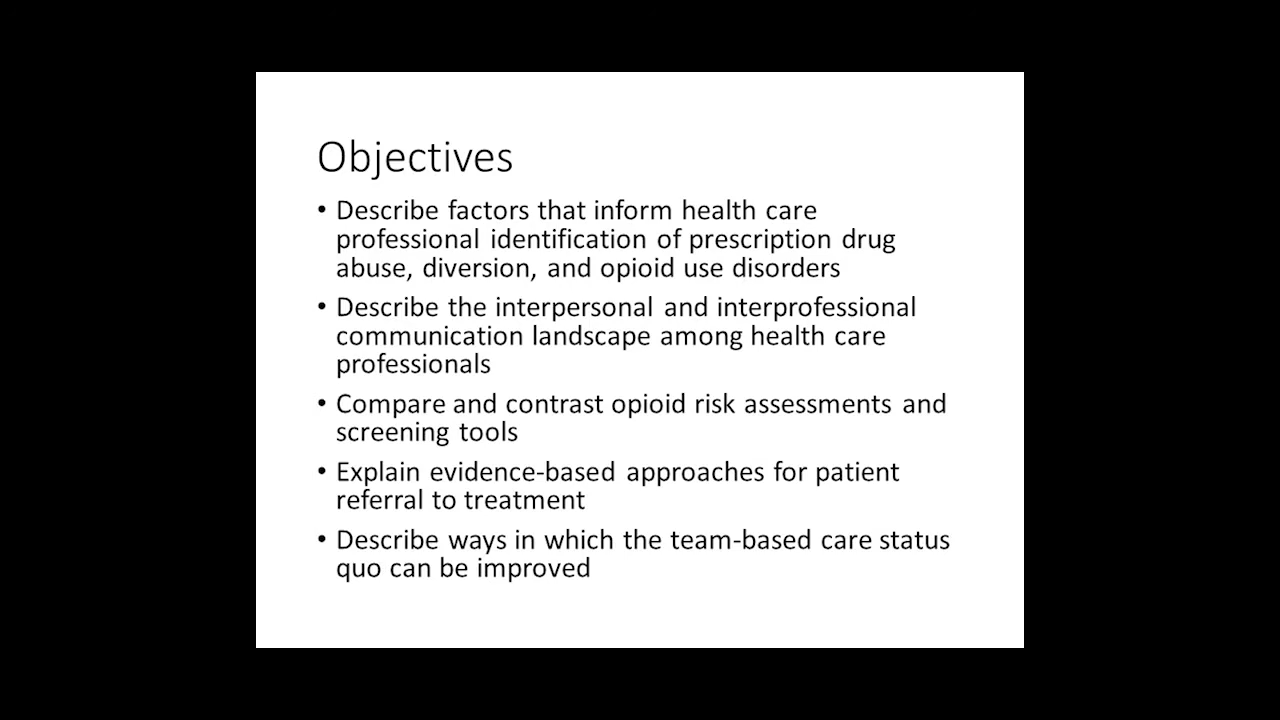 Objectives
• Describe factors that inform health care
professional identification of prescription drug
abuse, diversion, and opioid use disorders
• Describe the interpersonal and interprofessional
communication landscape among health care
professionals
• Compare and contrast opioid risk assessments and
screening tools
• Explain evidence-based approaches for patient
referral to treatment
• Describe ways in which the team-based care status
quo can be improved